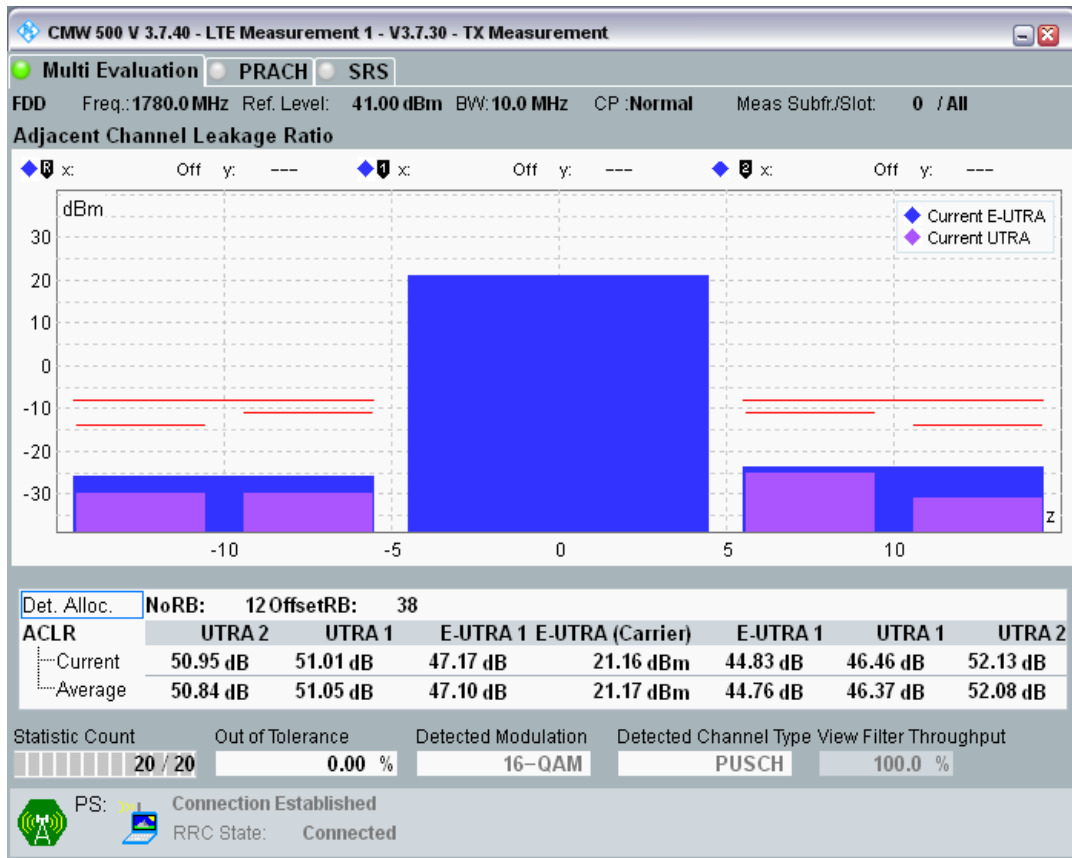 CMW 500 V 3.7.40 - LTE Measurement 1 - V3.7.30 - TX Measurement
Multi Evaluation PRACH SRS
FDD Freq.: 1780.0 MHz Ref. Level: 41.00 dBm BW: 10.0 MHz CP :Normal Meas Subfr./Slot: 0 / All
Adjacent Channel Leakage Ratio
R x: Off y: --- 1 x: Off y: --- 2 x: Off y: ---
dBm
Current E-UTRA
Current UTRA
30
20
10
0
-10
-20
-30
z
-10 -5 0 5 10
Det. Alloc. NoRB: 12 OffsetRB: 38
ACLR UTRA 2 UTRA 1 E-UTRA 1 E-UTRA (Carrier) E-UTRA 1 UTRA 1 UTRA 2
Current 50.95 dB 51.01 dB 47.17 dB 21.16 dBm 44.83 dB 46.46 dB 52.13 dB
Average 50.84 dB 51.05 dB 47.10 dB 21.17 dBm 44.76 dB 46.37 dB 52.08 dB
Statistic Count Out of Tolerance Detected Modulation Detected Channel Type View Filter Throughput
20 / 20 0.00 % 16-QAM PUSCH 100.0 %
PS: Connection Established
RRC State: Connected